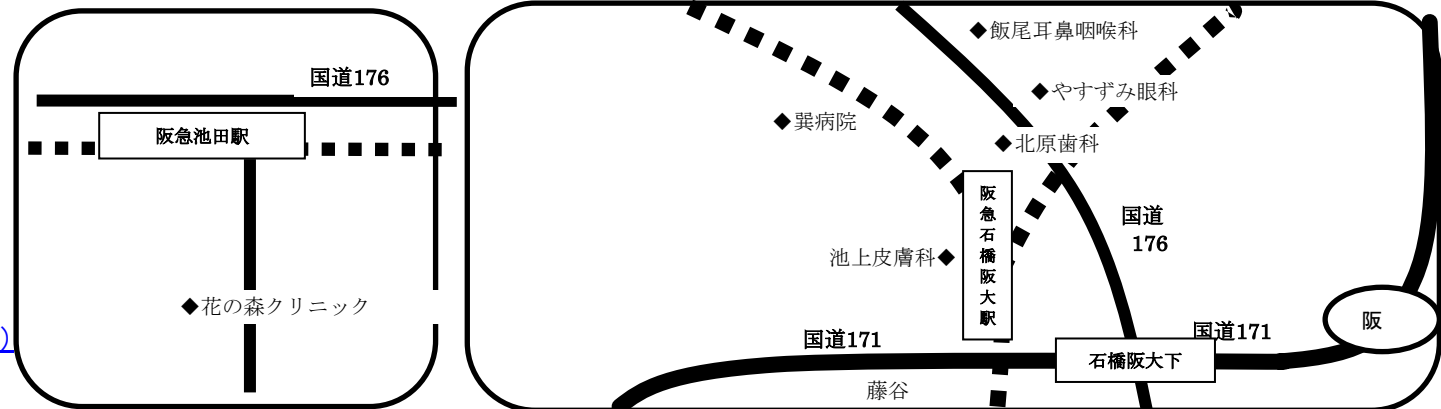 国道176
阪急池田駅
◆花の森クリニック
)
◆飯尾耳鼻咽喉科
◆やすずみ眼科
◆巽病院
◆北原歯科
阪急石橋阪大駅
国道
176
池上皮膚科◆
国道171
国道171
阪
石橋阪大下
藤谷